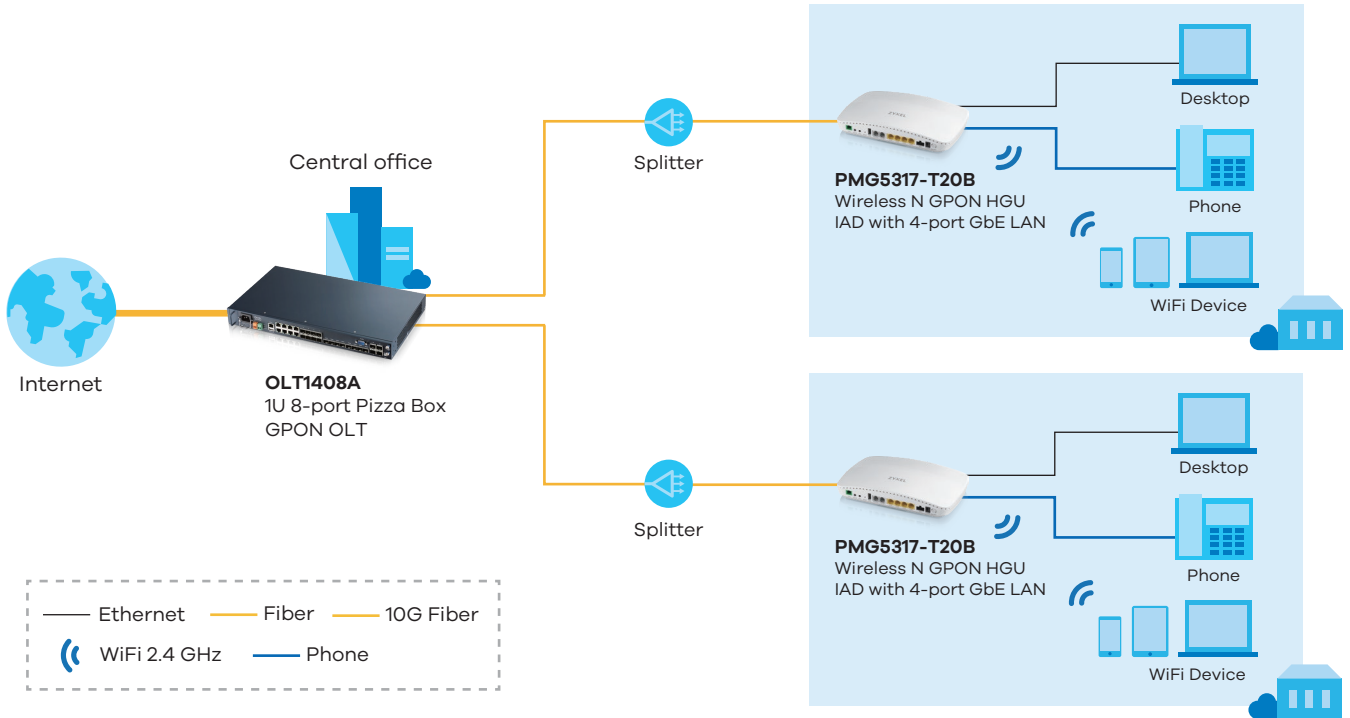 Central office
Internet
OLT1408A
1U 8-port Pizza Box
GPON OLT
Splitter
ZYXEL
PMG5317-T20B
Wireless N GPON HGU
IAD with 4-port GbE LAN
Desktop
Phone
WiFi Device
Splitter
ZYXEL
PMG5317-T20B
Wireless N GPON HGU
IAD with 4-port GbE LAN
Desktop
Phone
WiFi Device
Ethernet
Fiber
10G Fiber
WiFi 2.4 GHz
Phone